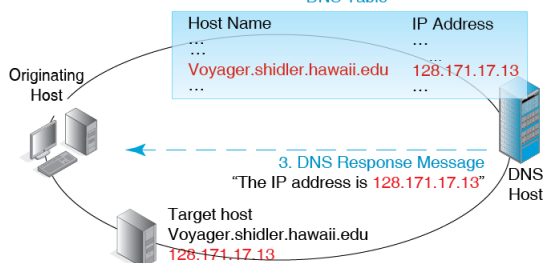 DNS Table
Host Name IP Address
... ...
... ...
Voyager.shidler.hawaii.edu 128.171.17.13
... ...
Originating
Host
3. DNS Response Message
"The IP address is 128.171.17.13"
DNS
Host
Target host
Voyager.shidler.hawaii.edu
128.171.17.13